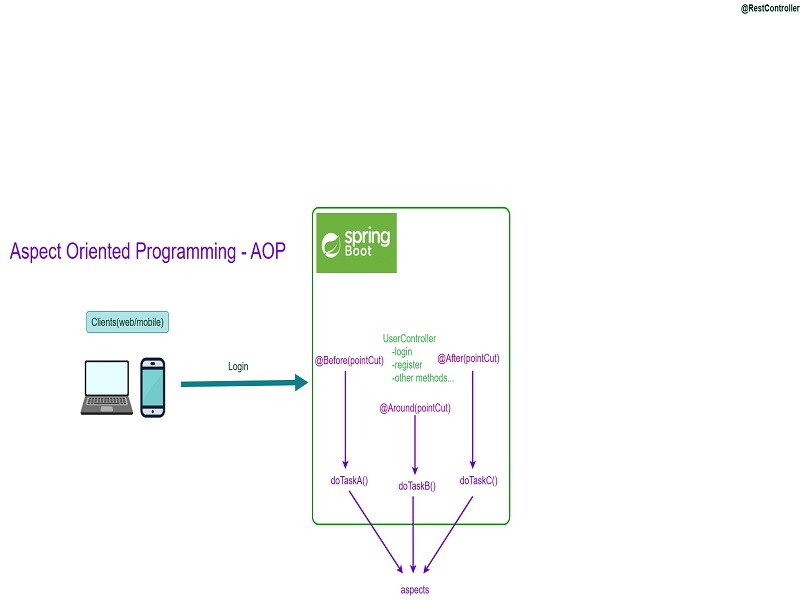 @RestController
spring
Boot
Aspect Oriented Programming - AOP
Clients(web/mobile)
Login
UserController
-login
-register
-other methods...
@Before(pointCut)
@After(pointCut)
@Around(pointCut)
doTaskA()
doTaskB()
doTaskC()
aspects